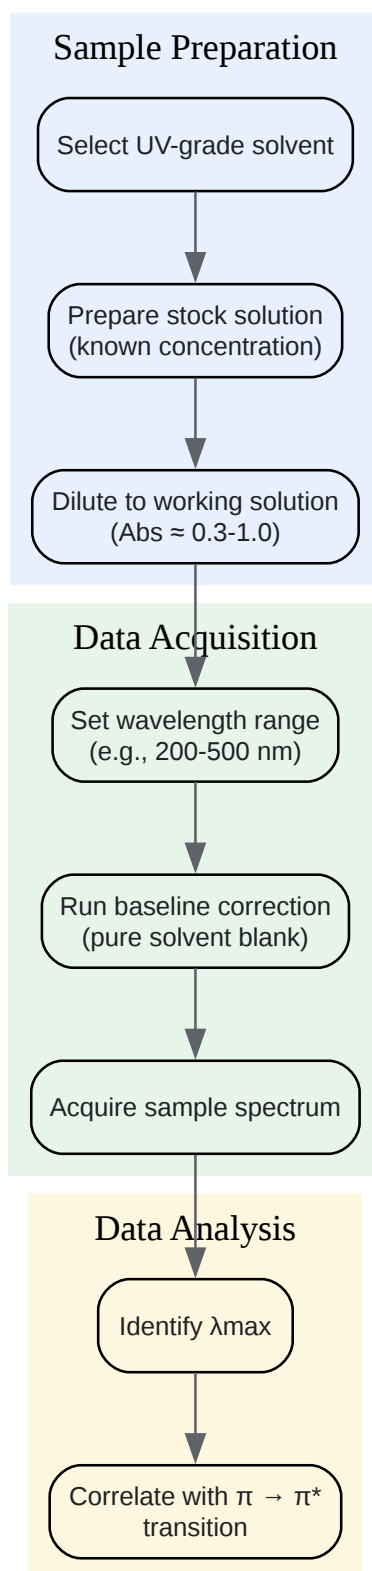 Sample Preparation
Select UV-grade solvent
Prepare stock solution
(known concentration)
Dilute to working solution
(Abs ≈ 0.3-1.0)
Data Acquisition
Set wavelength range
(e.g., 200-500 nm)
Run baseline correction
(pure solvent blank)
Acquire sample spectrum
Data Analysis
Identify λmax
Correlate with π → π*
transition